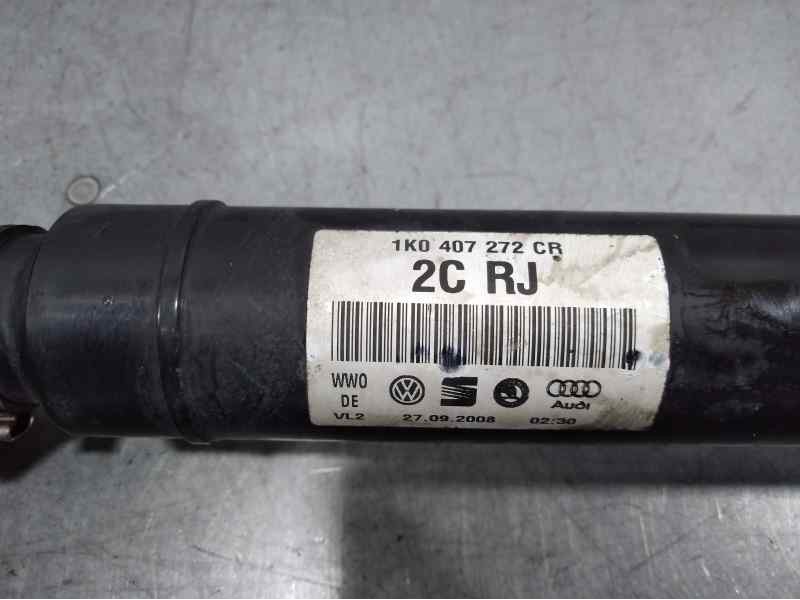 1K0 407 272 CR
2C RJ
WWO
DE
Audi
VL2 27.09.2008 02:30